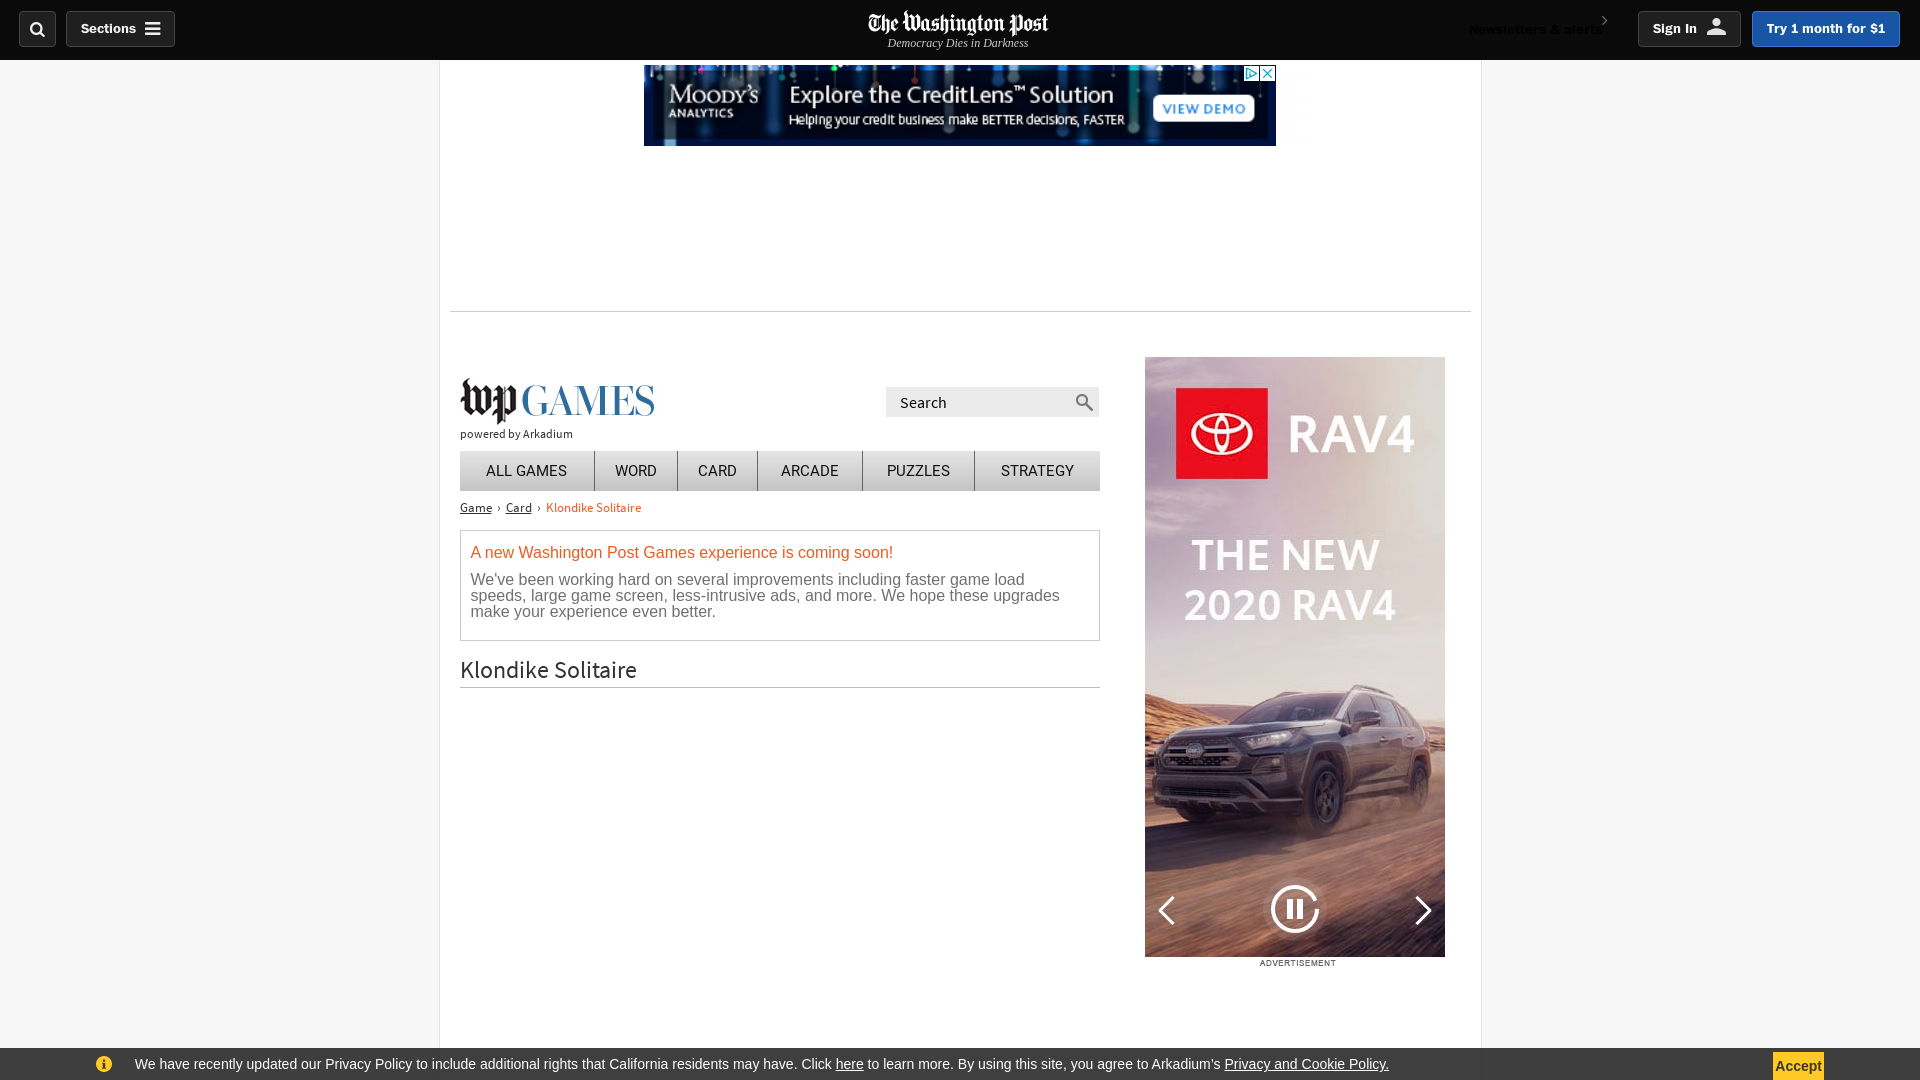 Sections
The Washington Post
Democracy Dies in Darkness
Newsletters & alerts
Sign In
Try 1 month for $1
MOODY'S
ANALYTICS
Explore the CreditLens™ Solution
Helping your credit business make BETTER decisions, FASTER
VIEW DEMO
wp GAMES
powered by Arkadium
Search
ALL GAMES
WORD
CARD
ARCADE
PUZZLES
STRATEGY
Game › Card › Klondike Solitaire
A new Washington Post Games experience is coming soon!
We've been working hard on several improvements including faster game load
speeds, large game screen, less-intrusive ads, and more. We hope these upgrades
make your experience even better.
Klondike Solitaire
RAV4
THE NEW
2020 RAV4
ADVERTISEMENT
We have recently updated our Privacy Policy to include additional rights that California residents may have. Click here to learn more. By using this site, you agree to Arkadium's Privacy and Cookie Policy.
Accept